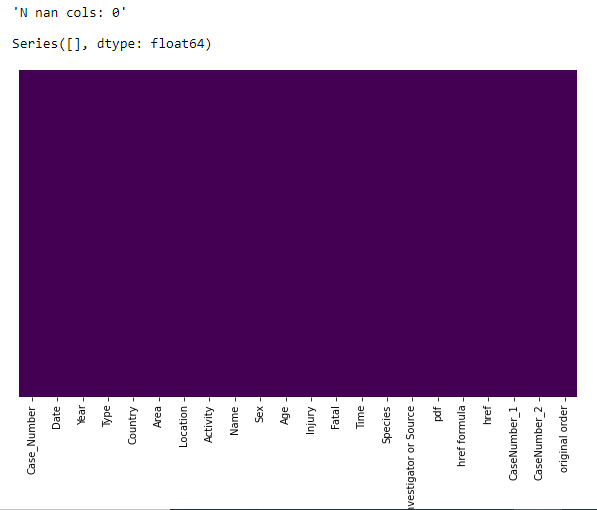 'N nan cols: 0'
Series([], dtype: float64)
Case_Number
Date
Year
Type
Country
Area
Location
Activity
Name
Sex
Age
Injury
Fatal
Time
Species
vestigator or Source
pdf
href formula
href
CaseNumber_1
CaseNumber_2
original order